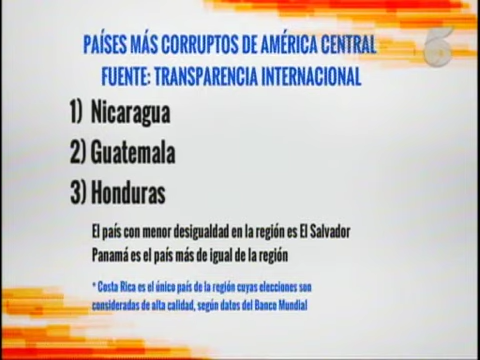 PAÍSES MÁS CORRUPTOS DE AMÉRICA CENTRAL
FUENTE: TRANSPARENCIA INTERNACIONAL
1) Nicaragua
2) Guatemala
3) Honduras
El país con menor desigualdad en la región es El Salvador
Panamá es el país más de igual de la región
* Costa Rica es el único país de la región cuyas elecciones son
consideradas de alta calidad, según datos del Banco Mundial